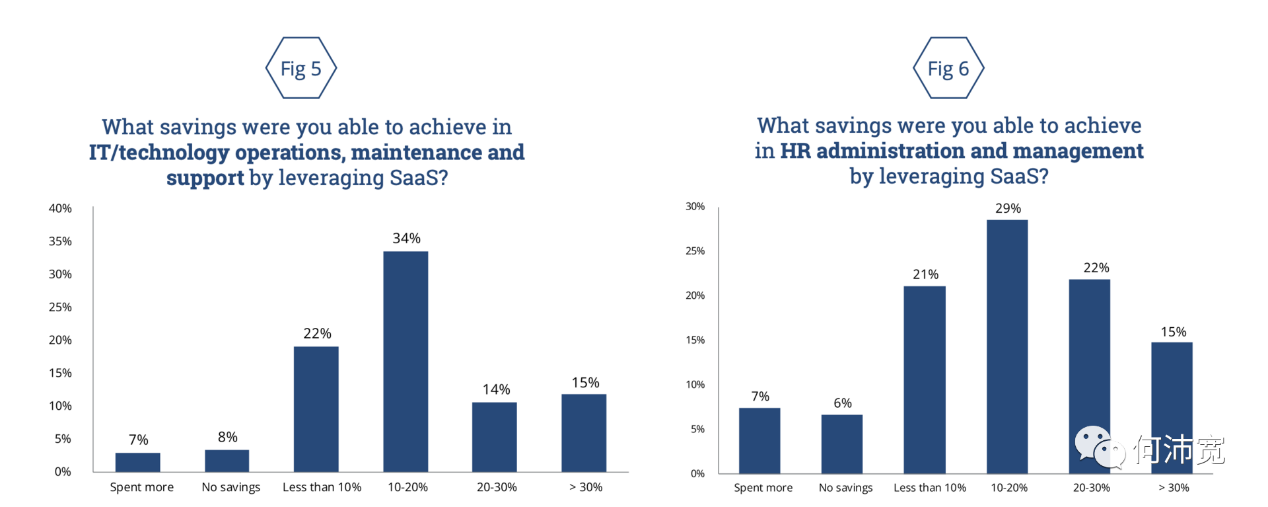 Fig 5
What savings were you able to achieve in
IT/technology operations, maintenance and
support by leveraging SaaS?
40%
35%
30%
25%
20%
15%
10%
5%
0%
7%
8%
22%
34%
14%
15%
Spent more
No savings
Less than 10%
10-20%
20-30%
> 30%
Fig 6
What savings were you able to achieve
in HR administration and management
by leveraging SaaS?
30%
25%
20%
15%
10%
5%
0%
7%
6%
21%
29%
22%
15%
Spent more
No savings
Less than 10%
10-20%
20-30%
> 30%
何沛宽